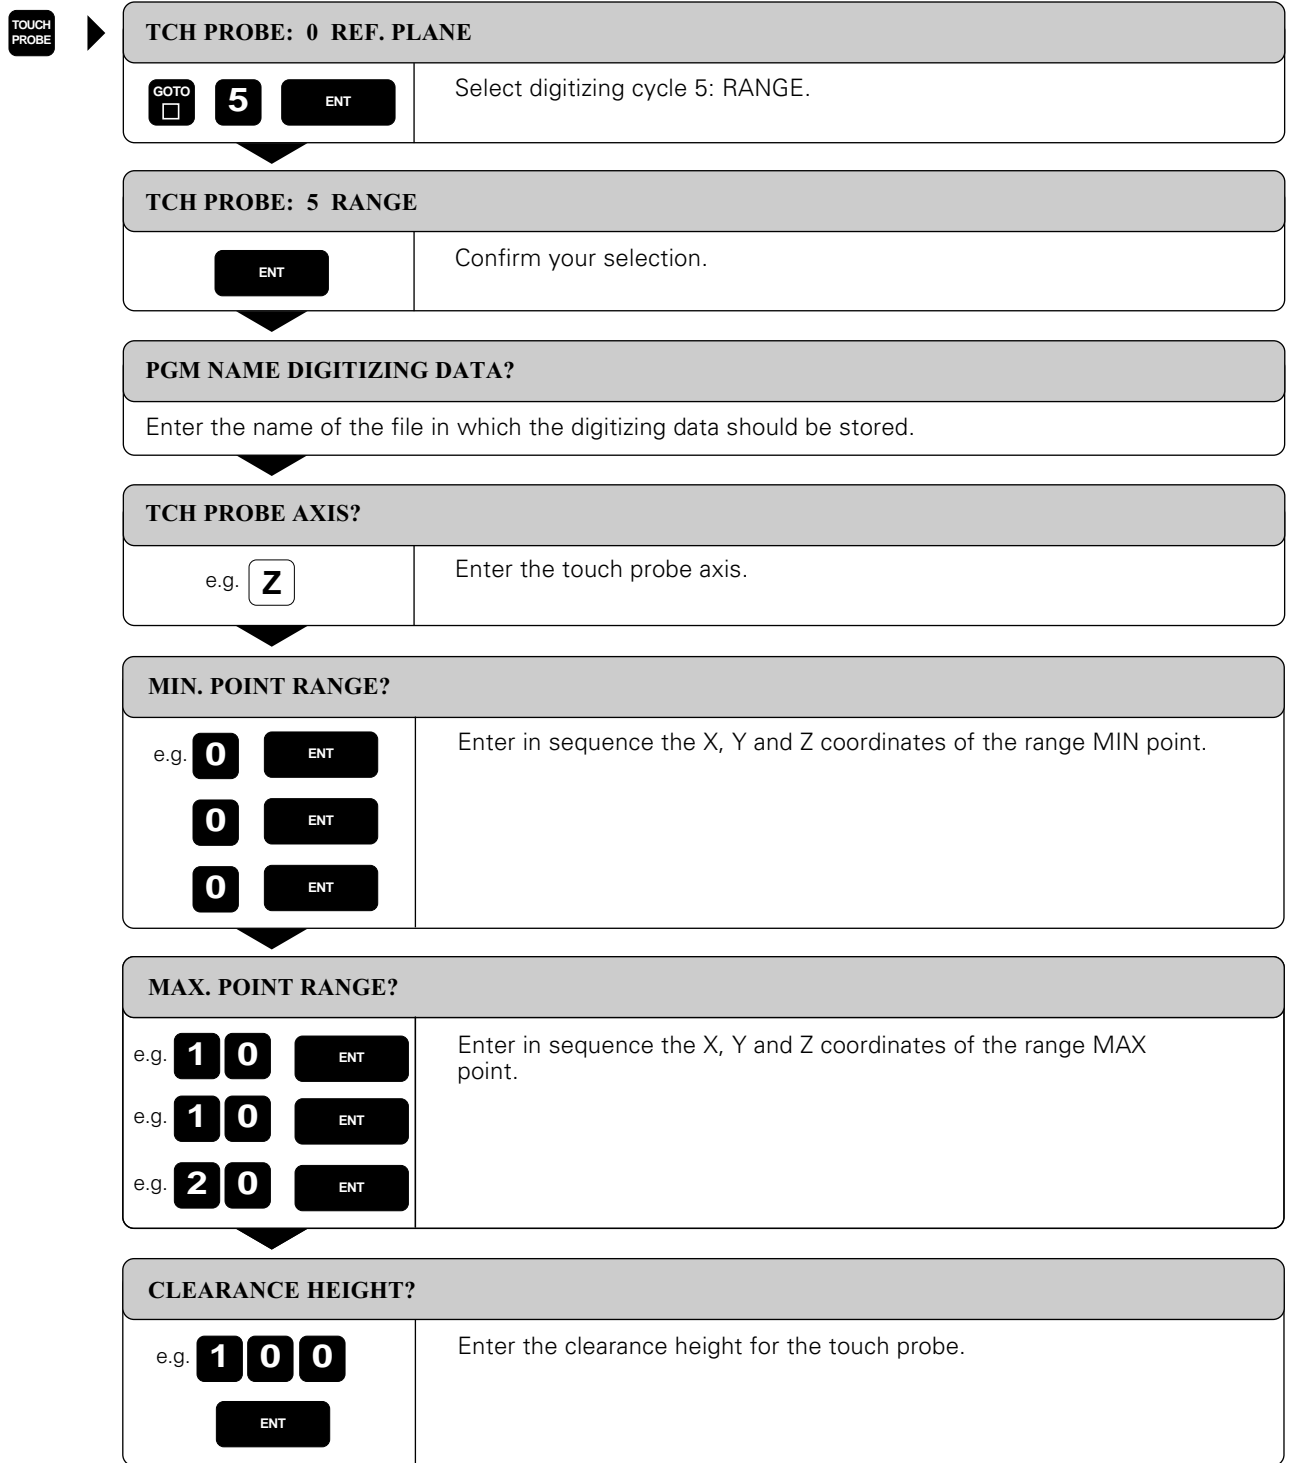 TOUCH
PROBE
TCH PROBE: 0 REF. PLANE
GOTO
5
ENT
Select digitizing cycle 5: RANGE.
TCH PROBE: 5 RANGE
ENT
Confirm your selection.
PGM NAME DIGITIZING DATA?
Enter the name of the file in which the digitizing data should be stored.
TCH PROBE AXIS?
e.g. Z
Enter the touch probe axis.
MIN. POINT RANGE?
e.g. 0 ENT
Enter in sequence the X, Y and Z coordinates of the range MIN point.
0 ENT
0 ENT
MAX. POINT RANGE?
e.g. 1 0 ENT
Enter in sequence the X, Y and Z coordinates of the range MAX
point.
e.g. 1 0 ENT
e.g. 2 0 ENT
CLEARANCE HEIGHT?
e.g. 1 0 0
Enter the clearance height for the touch probe.
ENT